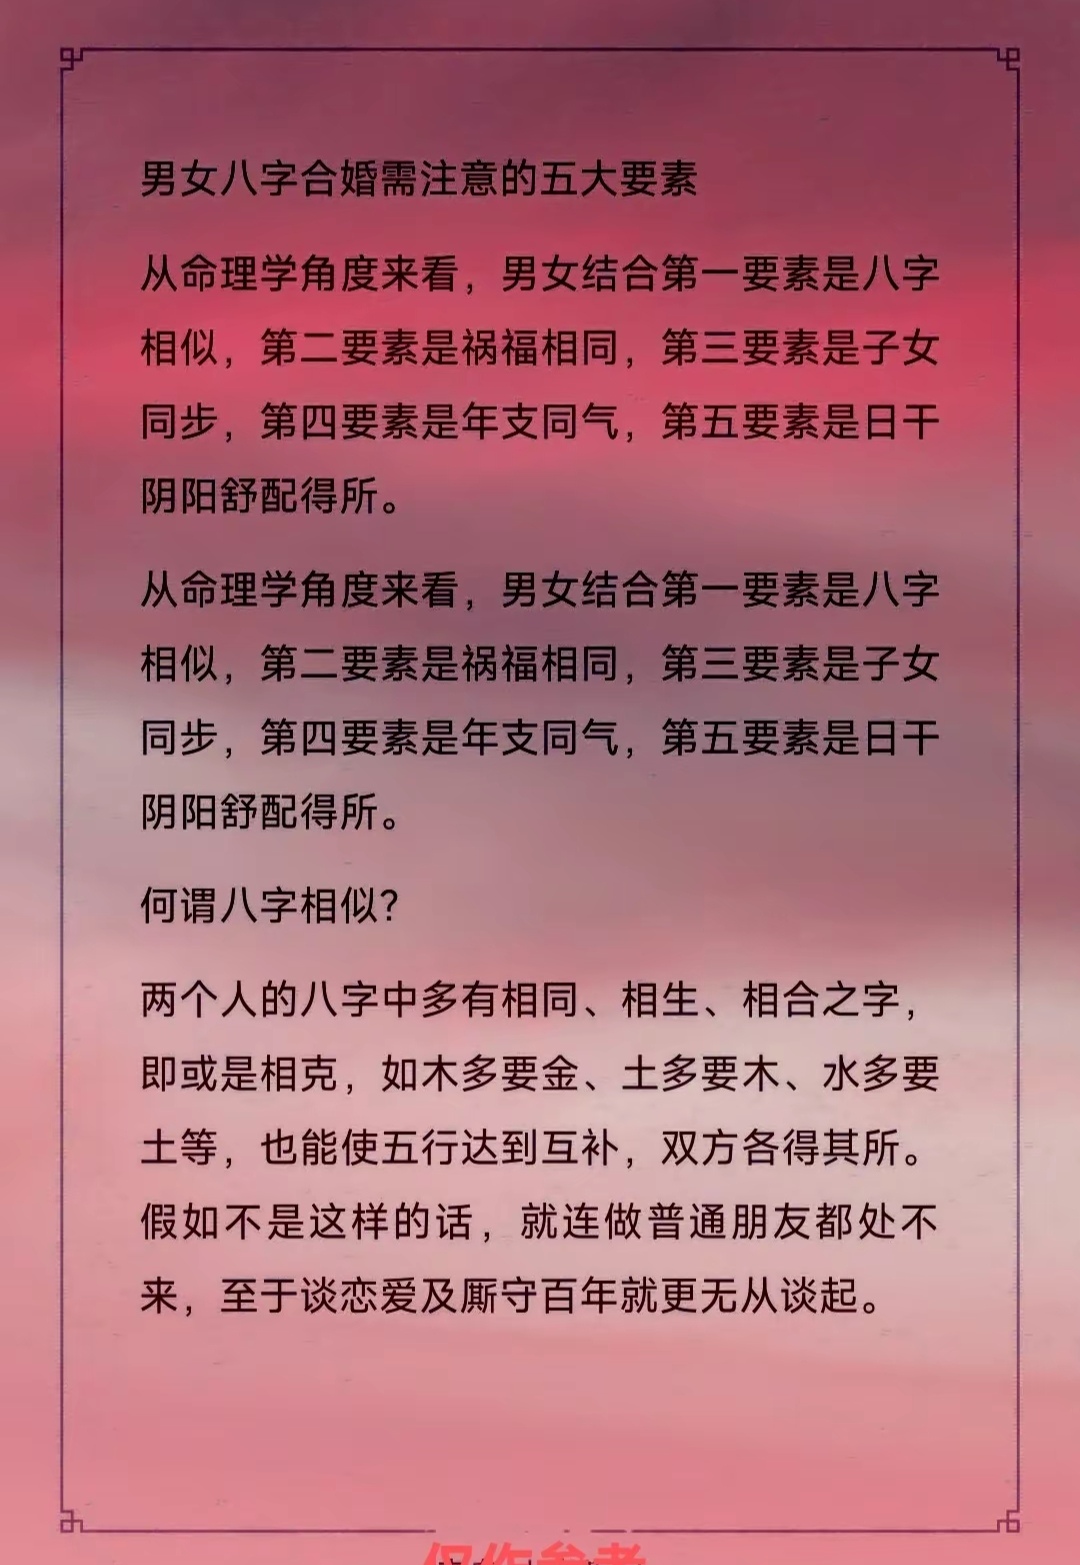 男女八字合婚需注意的五大要素
从命理学角度来看，男女结合第一要素是八字
相似，第二要素是祸福相同，第三要素是子女
同步，第四要素是年支同气，第五要素是日干
阴阳舒配得所。
从命理学角度来看，男女结合第一要素是八字
相似，第二要素是祸福相同，第三要素是子女
同步，第四要素是年支同气，第五要素是日干
阴阳舒配得所。
何谓八字相似？
两个人的八字中多有相同、相生、相合之字，
即或是相克，如木多要金、土多要木、水多要
土等，也能使五行达到互补，双方各得其所。
假如不是这样的话，就连做普通朋友都处不
来，至于谈恋爱及厮守百年就更无从谈起。
仅作参考